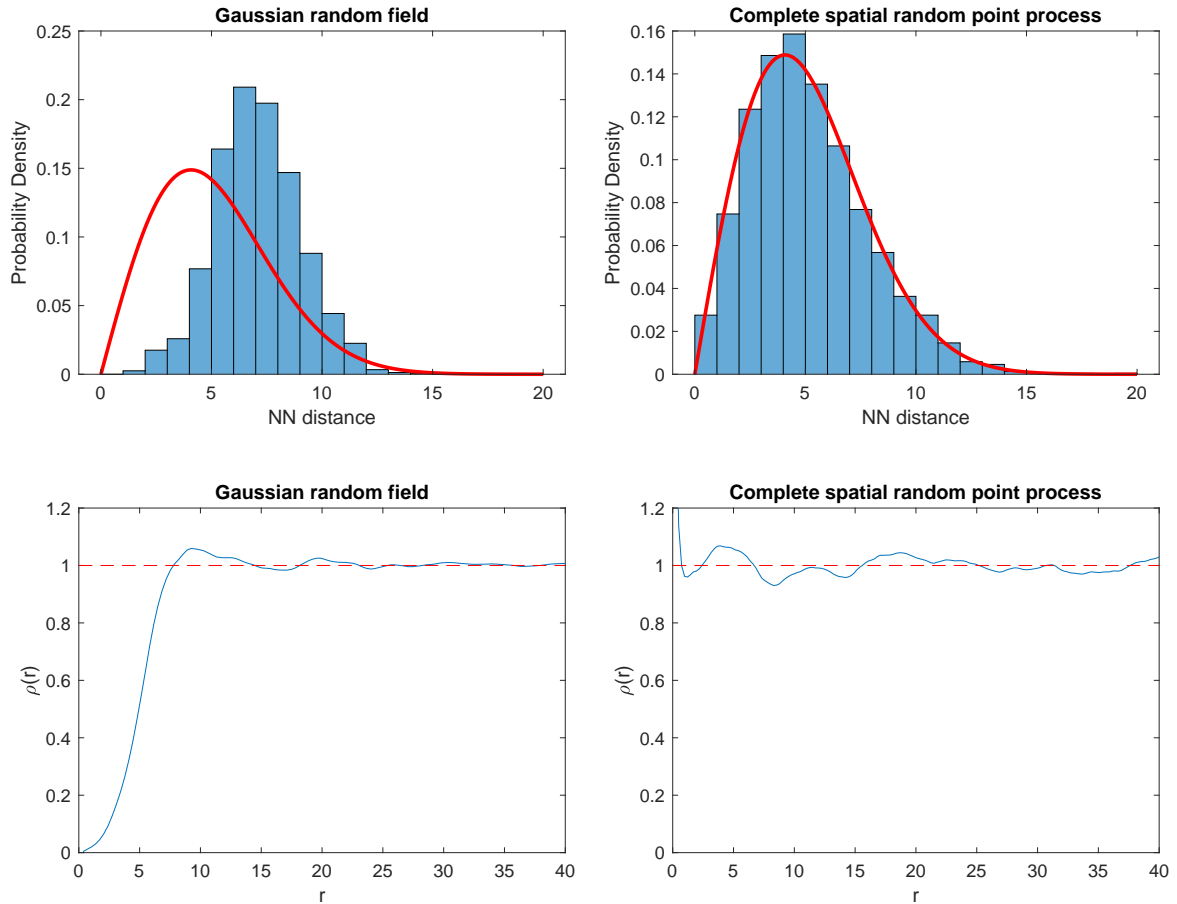 Gaussian random field
0.25
0.2
0.15
0.1
0.05
0
Probability Density
0 5 10 15 20
NN distance
Complete spatial random point process
0.16
0.14
0.12
0.1
0.08
0.06
0.04
0.02
0
Probability Density
0 5 10 15 20
NN distance
Gaussian random field
1.2
1
0.8
0.6
0.4
0.2
0
ρ(r)
0 5 10 15 20 25 30 35 40
r
Complete spatial random point process
1.2
1
0.8
0.6
0.4
0.2
0
ρ(r)
0 5 10 15 20 25 30 35 40
r